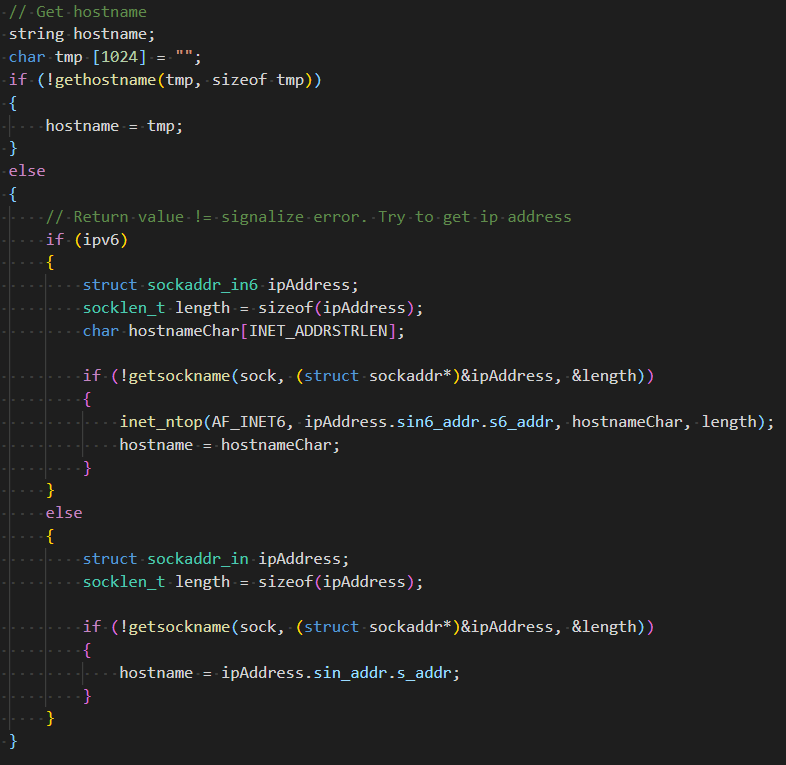 // Get hostname
string hostname;
char tmp [1024] = "";
if (!gethostname(tmp, sizeof tmp))
{
    hostname = tmp;
}
else
{
    // Return value != signalize error. Try to get ip address
    if (ipv6)
    {
        struct sockaddr_in6 ipAddress;
        socklen_t length = sizeof(ipAddress);
        char hostnameChar[INET_ADDRSTRLEN];

        if (!getsockname(sock, (struct sockaddr*)&ipAddress, &length))
        {
            inet_ntop(AF_INET6, ipAddress.sin6_addr.s6_addr, hostnameChar, length);
            hostname = hostnameChar;
        }
    }
    else
    {
        struct sockaddr_in ipAddress;
        socklen_t length = sizeof(ipAddress);

        if (!getsockname(sock, (struct sockaddr*)&ipAddress, &length))
        {
            hostname = ipAddress.sin_addr.s_addr;
        }
    }
}